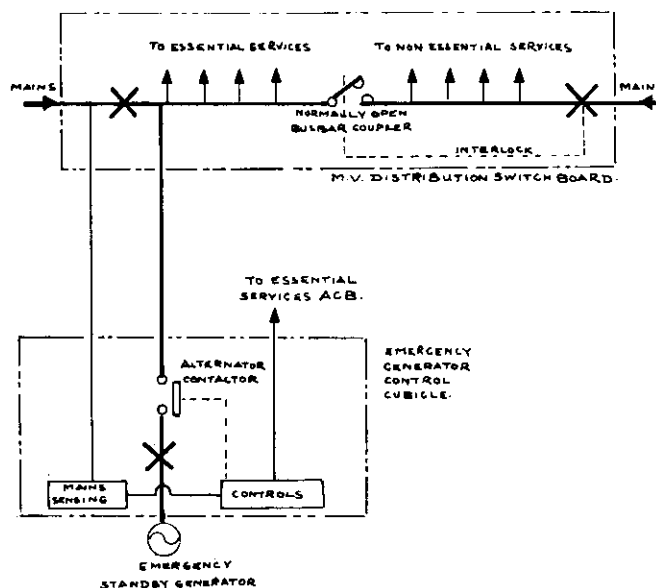 TO ESSENTIAL SERVICES
TO NON ESSENTIAL SERVICES
MAINS
MAIN
NORMALLY OPEN
BUSBAR COUPLER
INTERLOCK
M.V. DISTRIBUTION SWITCH BOARD.
TO ESSENTIAL
SERVICES ACB.
EMERGENCY
GENERATOR
CONTROL
CUBICLE.
ALTERNATOR
CONTACTOR
MAINS
SENSING
CONTROLS
EMERGENCY
STANDBY GENERATOR